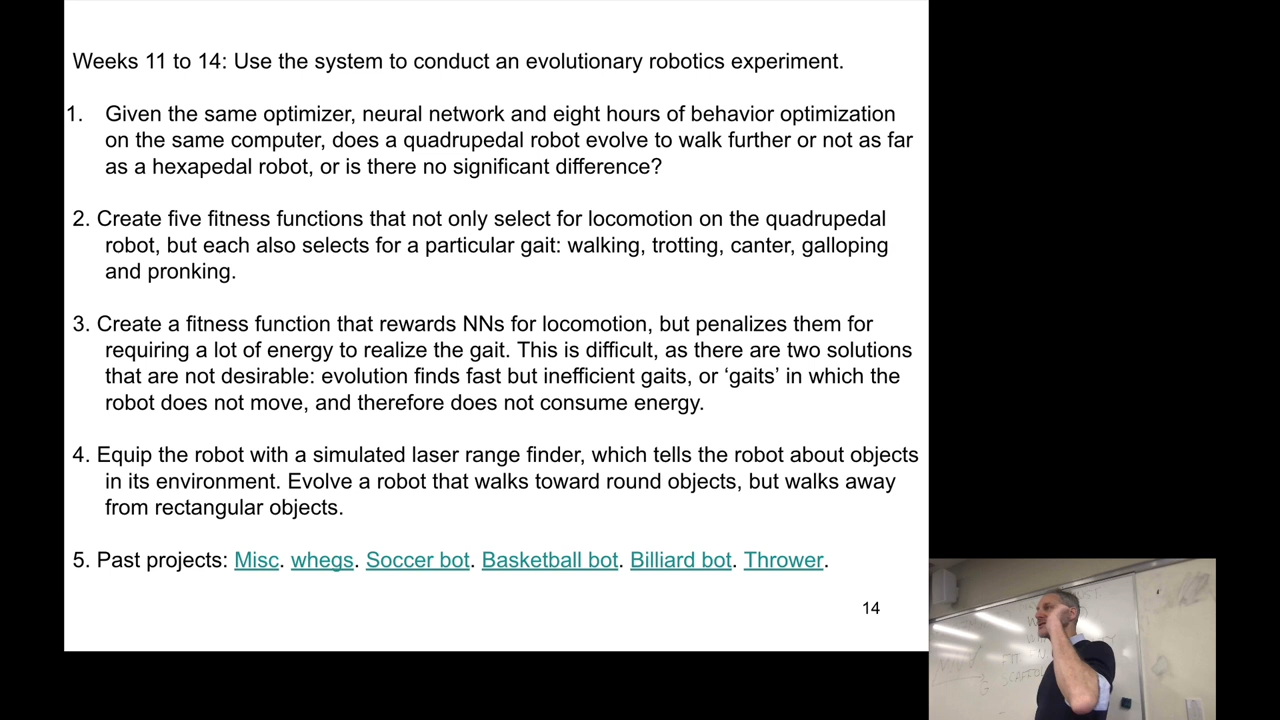 Weeks 11 to 14: Use the system to conduct an evolutionary robotics experiment.
1. Given the same optimizer, neural network and eight hours of behavior optimization
on the same computer, does a quadrupedal robot evolve to walk further or not as far
as a hexapedal robot, or is there no significant difference?
2. Create five fitness functions that not only select for locomotion on the quadrupedal
robot, but each also selects for a particular gait: walking, trotting, canter, galloping
and pronking.
3. Create a fitness function that rewards NNs for locomotion, but penalizes them for
requiring a lot of energy to realize the gait. This is difficult, as there are two solutions
that are not desirable: evolution finds fast but inefficient gaits, or ‘gaits’ in which the
robot does not move, and therefore does not consume energy.
4. Equip the robot with a simulated laser range finder, which tells the robot about objects
in its environment. Evolve a robot that walks toward round objects, but walks away
from rectangular objects.
5. Past projects: Misc. whegs. Soccer bot. Basketball bot. Billiard bot. Thrower.
14